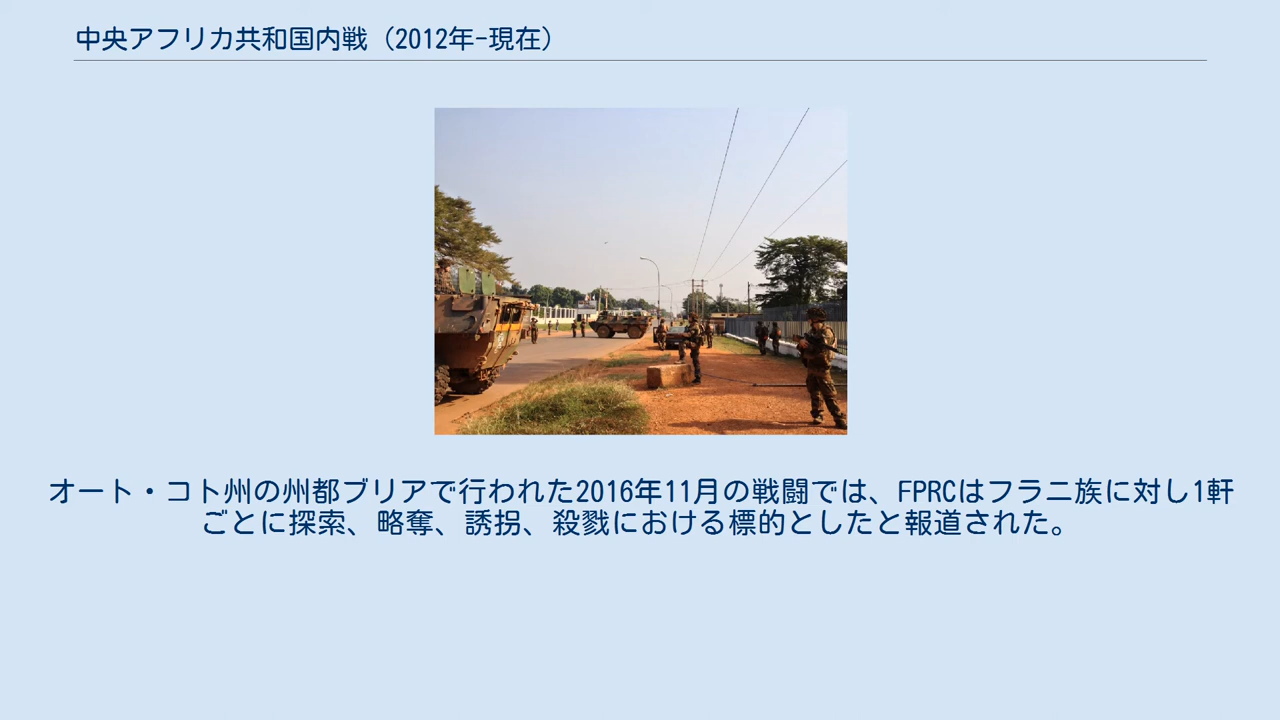 中央アフリカ共和国内戦（2012年-現在）
オート・コト州の州都ブリアで行われた2016年11月の戦闘では、FPRCはフラニ族に対し1軒
ごとに探索、略奪、誘拐、殺戮における標的としたと報道された。